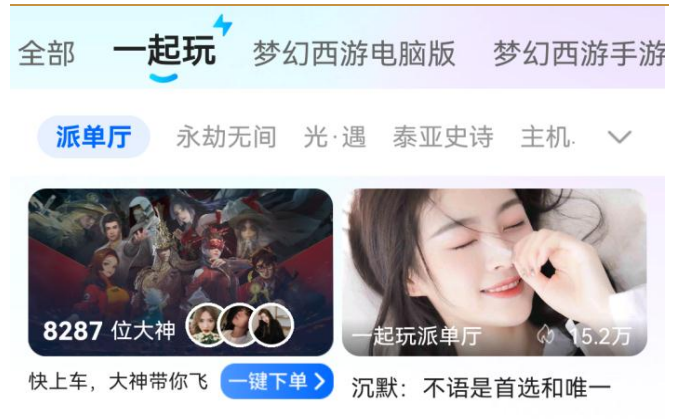 全部 一起玩 梦幻西游电脑版 梦幻西游手游
派单厅 永劫无间 光·遇 泰亚史诗 主机.
8287 位大神
一起玩派单厅 15.2万
快上车，大神带你飞 一键下单 >
沉默：不语是首选和唯一